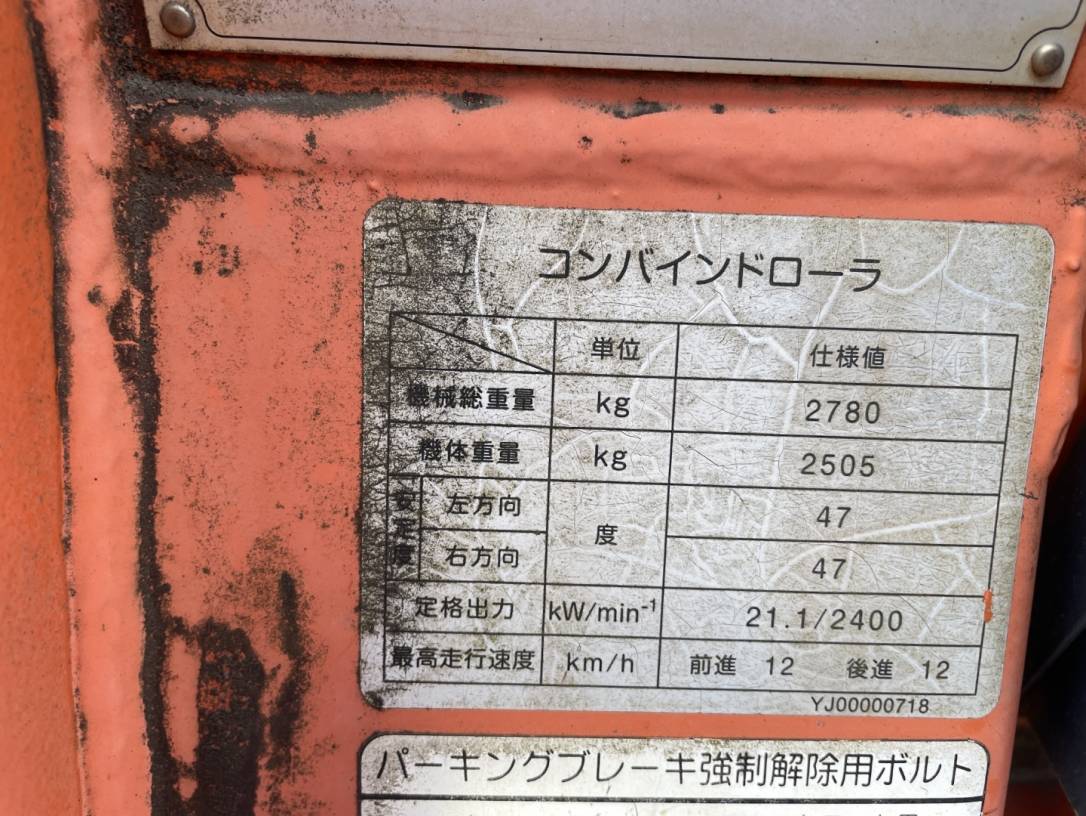 コンバインドローラ
単位 仕様値
機械総重量 kg 2780
機体重量 kg 2505
安定度 左方向 度 47
右方向 47
定格出力 kW/min⁻¹ 21.1/2400
最高走行速度 km/h 前進 12 後進 12
YJ00000718
パーキングブレーキ強制解除用ボルト